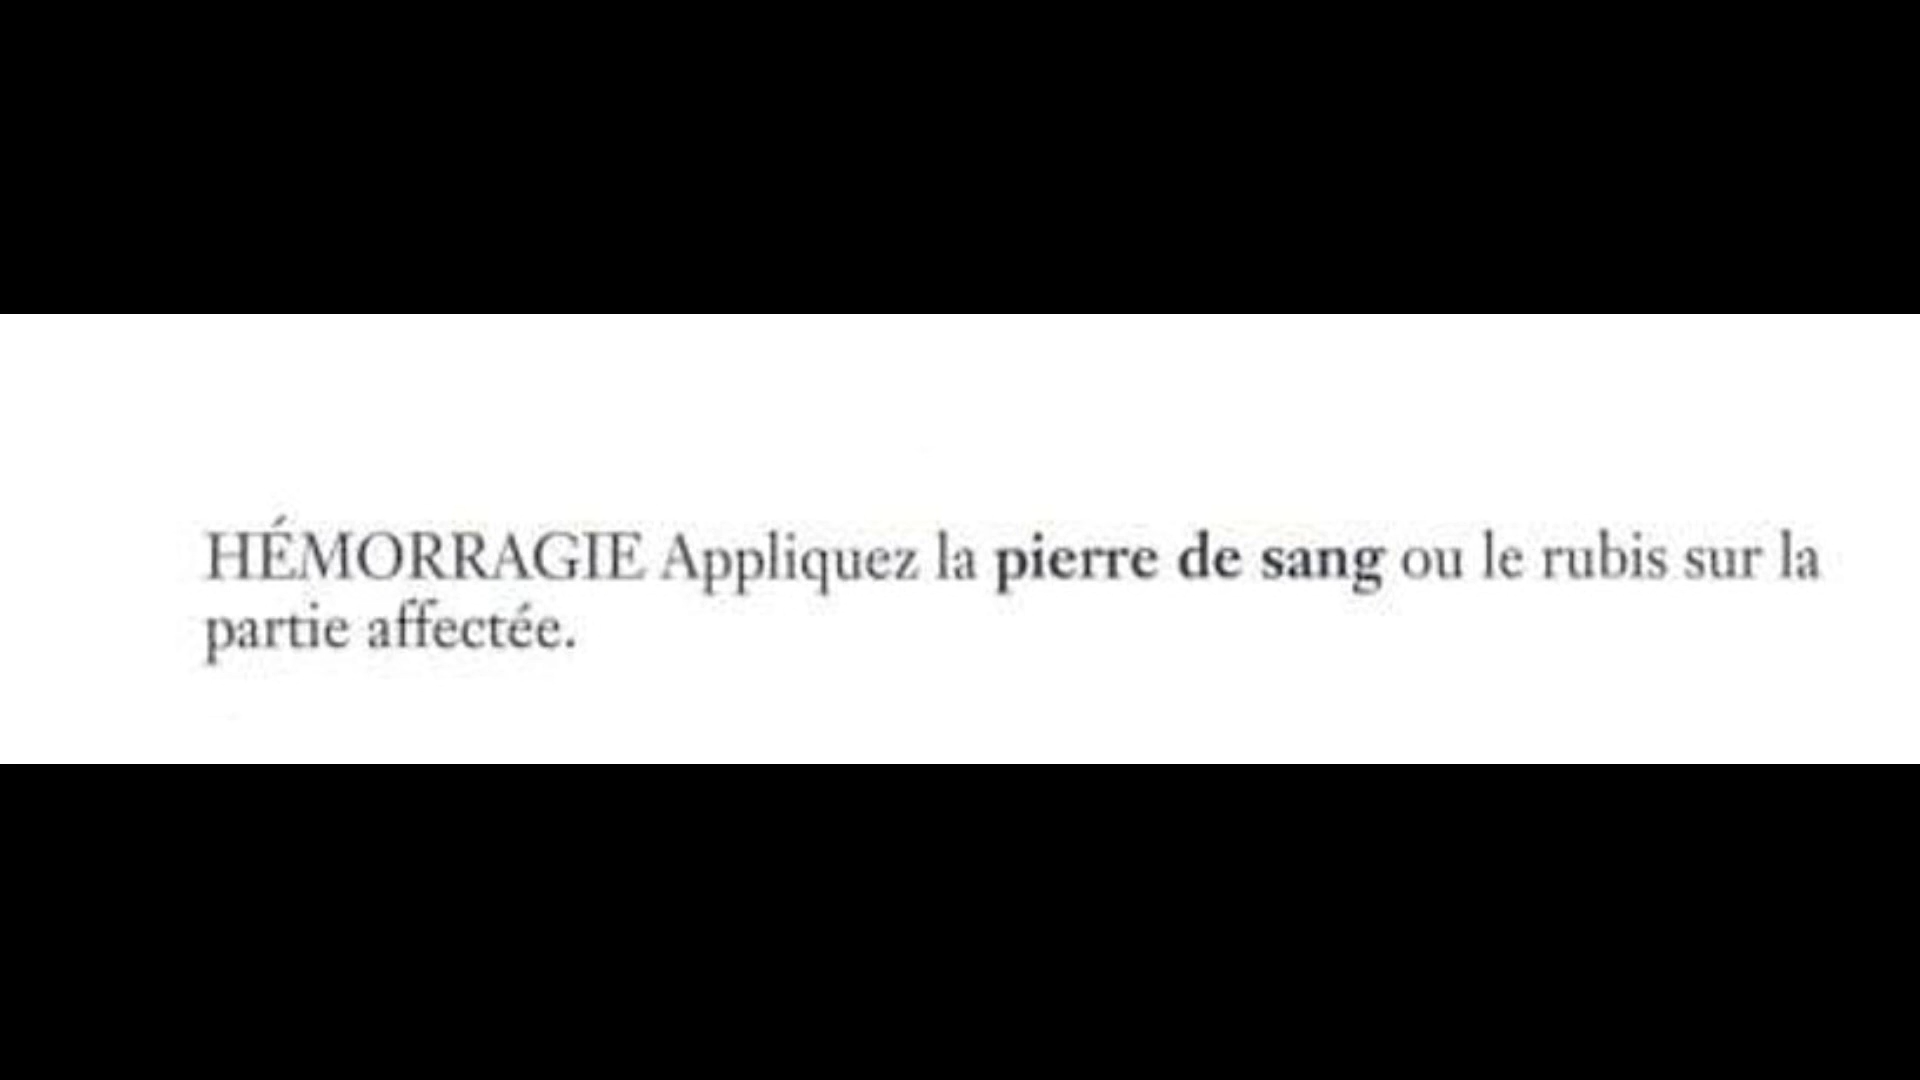 HÉMORRAGIE Appliquez la pierre de sang ou le rubis sur la
partie affectée.